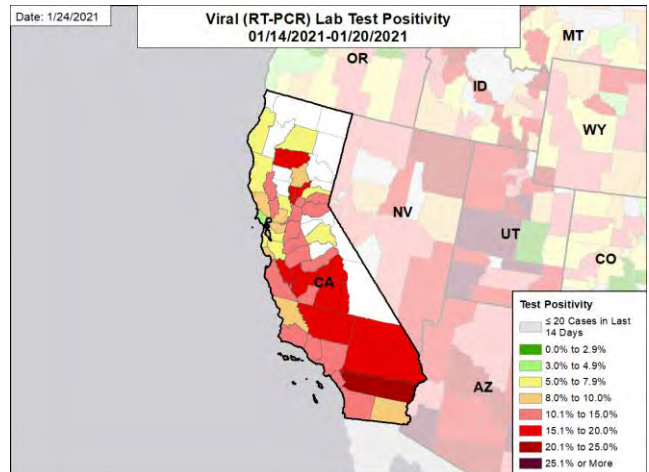 Date: 1/24/2021
Viral (RT-PCR) Lab Test Positivity
01/14/2021-01/20/2021
MT
OR
ID
WY
NV
UT
CO
CA
AZ
Test Positivity
≤ 20 Cases in Last
14 Days
0.0% to 2.9%
3.0% to 4.9%
5.0% to 7.9%
8.0% to 10.0%
10.1% to 15.0%
15.1% to 20.0%
20.1% to 25.0%
25.1% or More